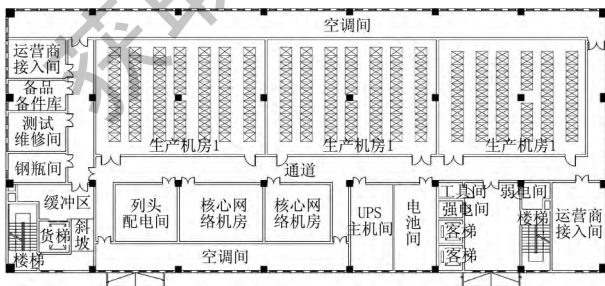 空调间
运营商
接入间
备品
备件库
测试
维修间
钢瓶间
生产机房1
生产机房1
生产机房1
通道
缓冲区
货梯
斜
坡
楼梯
列头
配电间
核心网
络机房
核心网
络机房
空调间
UPS
主机间
电
池
间
工具间
强电间
客梯
客梯
弱电间
楼梯
运营商
接入间